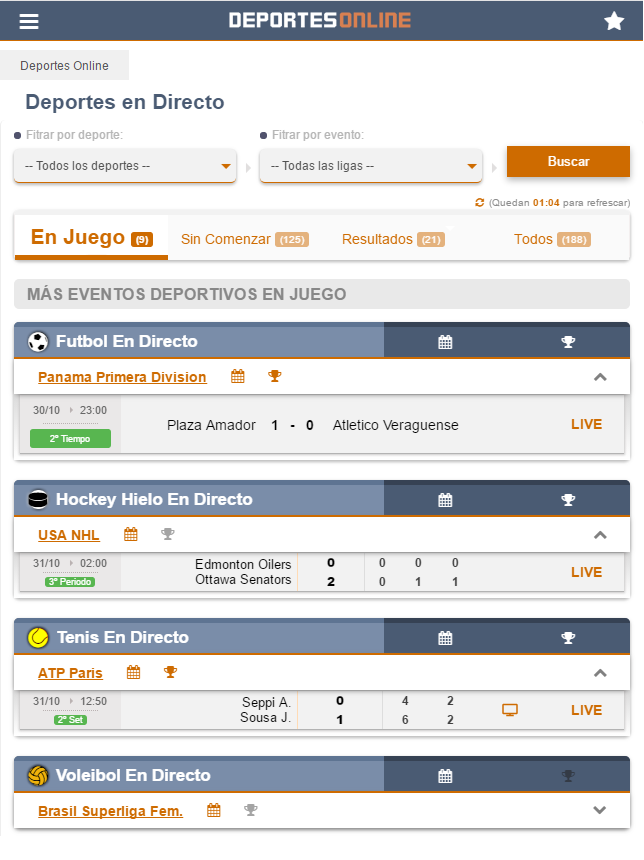 DEPORTESONLINE
Deportes Online
Deportes en Directo
Fitrar por deporte:
Fitrar por evento:
-- Todos los deportes --
-- Todas las ligas --
Buscar
(Quedan 01:04 para refrescar)
En Juego (9)
Sin Comenzar (125)
Resultados (21)
Todos (188)
MÁS EVENTOS DEPORTIVOS EN JUEGO
Futbol En Directo
Panama Primera Division
30/10 23:00
2º Tiempo
Plaza Amador 1 - 0 Atletico Veraguense
LIVE
Hockey Hielo En Directo
USA NHL
31/10 02:00
3º Periodo
Edmonton Oilers 0 0 0 0
Ottawa Senators 2 0 1 1
LIVE
Tenis En Directo
ATP Paris
31/10 12:50
2º Set
Seppi A. 0 4 2
Sousa J. 1 6 2
LIVE
Voleibol En Directo
Brasil Superliga Fem.